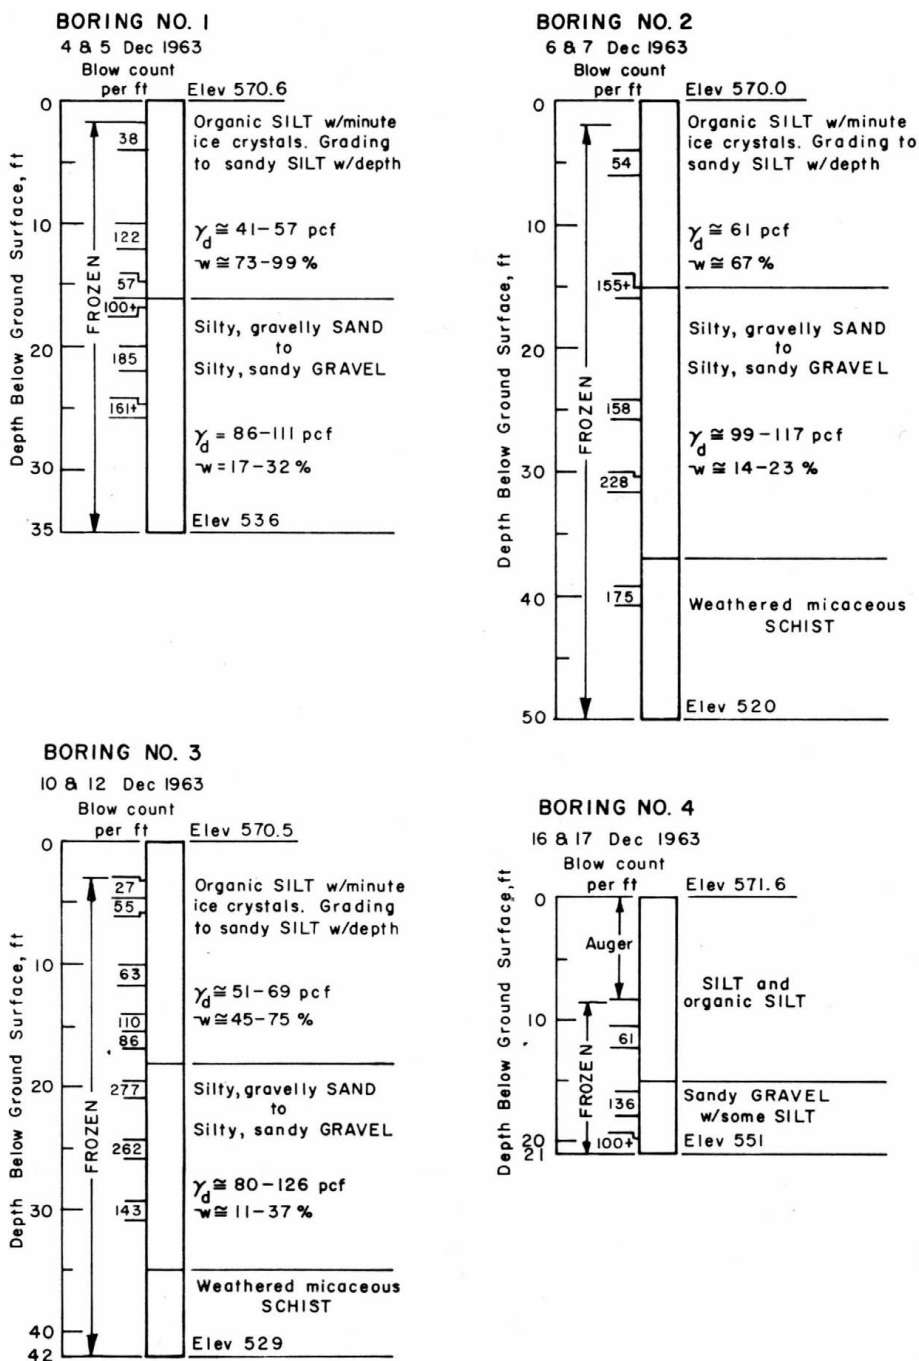 BORING NO. 1
4 & 5 Dec 1963
Blow count
per ft
Elev 570.6
Depth Below Ground Surface, ft
0
10
20
30
35
FROZEN
38
122
57
100+
185
161+
Organic SILT w/minute
ice crystals. Grading
to sandy SILT w/depth
γd ≅ 41-57 pcf
w ≅ 73-99 %
Silty, gravelly SAND
to
Silty, sandy GRAVEL
γd = 86-111 pcf
w = 17-32 %
Elev 536
BORING NO. 2
6 & 7 Dec 1963
Blow count
per ft
Elev 570.0
Depth Below Ground Surface, ft
0
10
20
30
40
50
FROZEN
54
155+
158
228
175
Organic SILT w/minute
ice crystals. Grading to
sandy SILT w/depth
γd ≅ 61 pcf
w ≅ 67 %
Silty, gravelly SAND
to
Silty, sandy GRAVEL
γd ≅ 99-117 pcf
w ≅ 14-23 %
Weathered micaceous
SCHIST
Elev 520
BORING NO. 3
10 & 12 Dec 1963
Blow count
per ft
Elev 570.5
Depth Below Ground Surface, ft
0
10
20
30
40
42
FROZEN
27
55
63
110
86
277
262
143
Organic SILT w/minute
ice crystals. Grading
to sandy SILT w/depth
γd ≅ 51-69 pcf
w ≅ 45-75 %
Silty, gravelly SAND
to
Silty, sandy GRAVEL
γd ≅ 80-126 pcf
w ≅ 11-37 %
Weathered micaceous
SCHIST
Elev 529
BORING NO. 4
16 & 17 Dec 1963
Blow count
per ft
Elev 571.6
Depth Below Ground Surface, ft
0
10
20
21
Auger
FROZEN
61
136
100+
SILT and
organic SILT
Sandy GRAVEL
w/some SILT
Elev 551